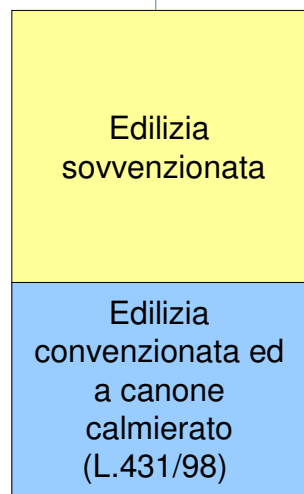 Edilizia
sovvenzionata
Edilizia
convenzionata ed
a canone
calmierato
(L.431/98)